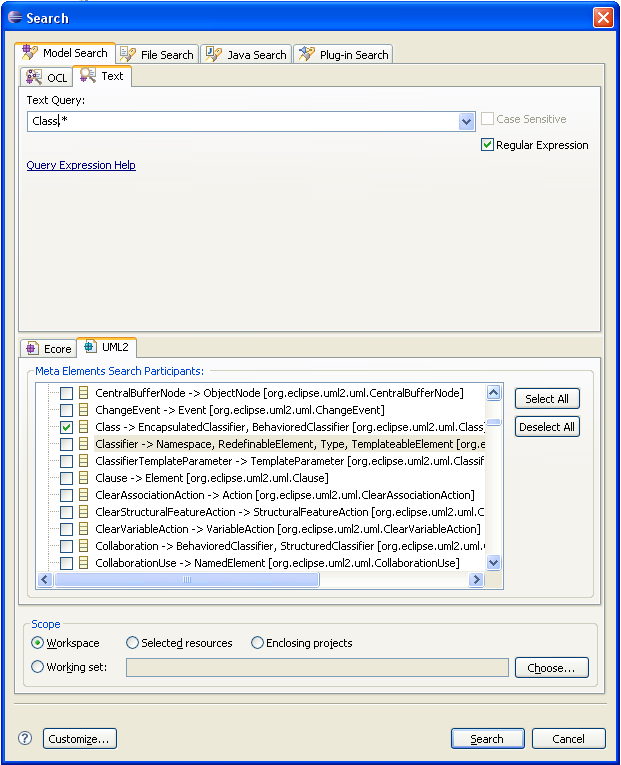 Search
Model Search File Search Java Search Plug-in Search
OCL Text
Text Query:
Class.*
Case Sensitive
Regular Expression
Query Expression Help
Ecore UML2
Meta Elements Search Participants:
CentralBufferNode -> ObjectNode [org.eclipse.uml2.uml.CentralBufferNode]
ChangeEvent -> Event [org.eclipse.uml2.uml.ChangeEvent]
Class -> EncapsulatedClassifier, BehavioredClassifier [org.eclipse.uml2.uml.Class]
Classifier -> Namespace, RedefinableElement, Type, TemplateableElement [org.e
ClassifierTemplateParameter -> TemplateParameter [org.eclipse.uml2.uml.Classif
Clause -> Element [org.eclipse.uml2.uml.Clause]
ClearAssociationAction -> Action [org.eclipse.uml2.uml.ClearAssociationAction]
ClearStructuralFeatureAction -> StructuralFeatureAction [org.eclipse.uml2.uml.C
ClearVariableAction -> VariableAction [org.eclipse.uml2.uml.ClearVariableAction]
Collaboration -> BehavioredClassifier, StructuredClassifier [org.eclipse.uml2.uml.C
CollaborationUse -> NamedElement [org.eclipse.uml2.uml.CollaborationUse]
Select All
Deselect All
Scope
Workspace Selected resources Enclosing projects
Working set: Choose...
? Customize... Search Cancel